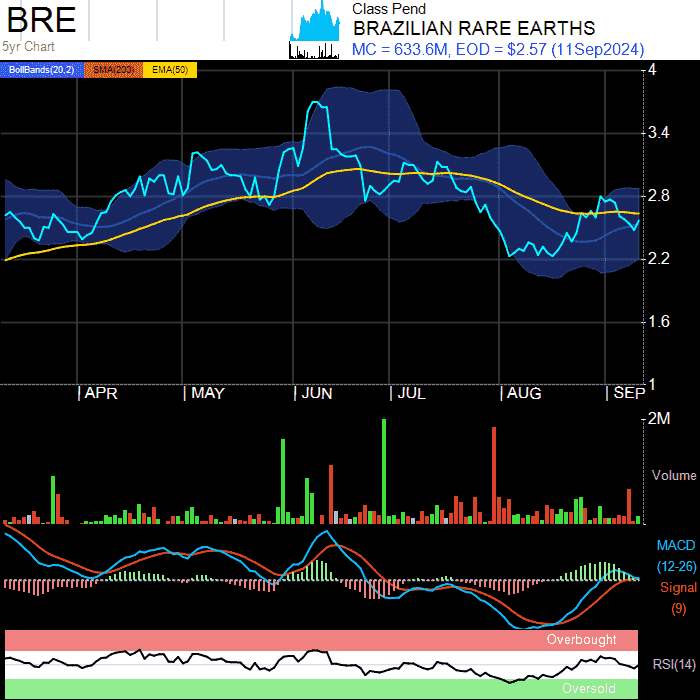 BRE
5yr Chart
Class Pend
BRAZILIAN RARE EARTHS
MC = 633.6M, EOD = $2.57 (11Sep2024)
BollBands(20,2) SMA(200) EMA(50)
4
3.4
2.8
2.2
1.6
1
APR MAY JUN JUL AUG SEP
2M
Volume
MACD
(12-26)
Signal
(9)
Overbought
RSI(14)
Oversold